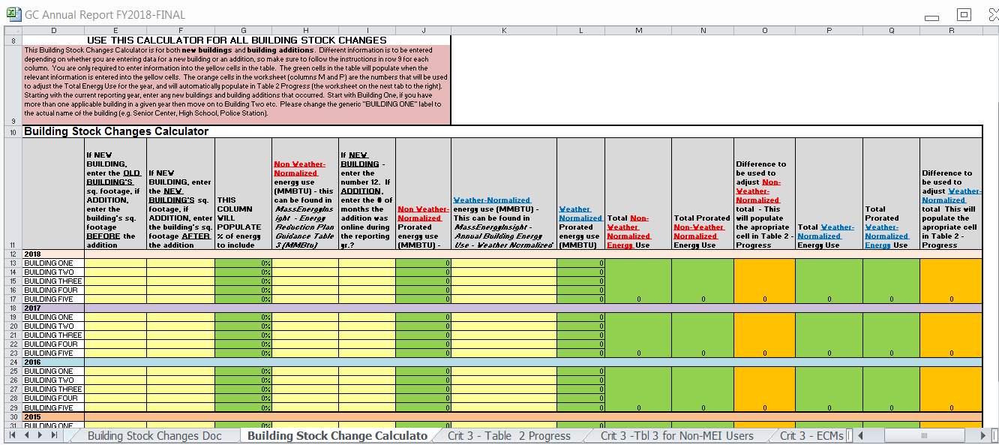 GC Annual Report FY2018-FINAL
D E F G H I J K L M N O P Q R
8 USE THIS CALCULATOR FOR ALL BUILDING STOCK CHANGES
This Building Stock Changes Calculator is for both new buildings and building additions. Different information is to be entered
depending on whether you are entering data for a new building or an addition, so make sure to follow the instructions in row 9 for each
column. You are only required to enter information into the yellow cells in the table. The green cells in the table will populate when the
relevant information is entered into the yellow cells. The orange cells in the worksheet (columns M and P) are the numbers that will be used
to adjust the Total Energy Use for the year, and will automatically populate in Table 2 Progress (the worksheet on the next tab to the right).
Starting with the current reporting year, enter any new buildings and building additions that occurred. Start with Building One, if you have
more than one applicable building in a given year then move on to Building Two etc. Please change the generic "BUILDING ONE" label to
9 the actual name of the building (e.g. Senior Center, High School, Police Station).
10 Building Stock Changes Calculator
11
If NEW
BUILDING,
enter the OLD
BUILDING'S
sq. footage, if
ADDITION,
enter the
building's sq.
footage
BEFORE the
addition
If NEW
BUILDING, enter
the NEW
BUILDING'S sq.
footage, if
ADDITION, enter
the building's sq.
footage AFTER
the addition
THIS
COLUMN
WILL
POPULATE
% of energy
to include
Non Weather-
Normalized
energy use
(MMBTU) - this
can be found in
MassEnergyIns
ight - Energy
Reduction Plan
Guidance Table
3 (MMBtu)
If NEW
BUILDING -
enter the
number 12. If
ADDITION,
enter the # of
months the
addition was
online during
the reporting
yr.?
Non Weather-
Normalized
Prorated
energy use
(MMBTU) -
Weather-Normalized
energy use (MMBTU) -
This can be found in
MassEnergyInsight -
Annual Building Energy
Use - Weather Normalized
Weather
Normalized
Prorated
energy use
(MMBTU)
Total Non-
Weather
Normalized
Energy Use
Total Prorated
Non-Weather
Normalized
Energy Use
Difference to
be used to
adjust Non-
Weather-
Normalized
total - This
will populate
the apropriate
cell in Table 2 -
Progress
Total Weather-
Normalized
Energy Use
Total
Prorated
Weather-
Normalized
Energy Use
Difference to
be used to
adjust Weather-
Normalized
total This will
populate the
apropriate cell
in Table 2 -
Progress
12 2018
13 BUILDING ONE 0% 0 0
14 BUILDING TWO 0% 0 0
15 BUILDING THREE 0% 0 0
16 BUILDING FOUR 0% 0 0
17 BUILDING FIVE 0% 0 0 0 0 0 0 0 0
18 2017
19 BUILDING ONE 0% 0 0
20 BUILDING TWO 0% 0 0
21 BUILDING THREE 0% 0 0
22 BUILDING FOUR 0% 0 0
23 BUILDING FIVE 0% 0 0 0 0 0 0 0 0
24 2016
25 BUILDING ONE 0% 0 0
26 BUILDING TWO 0% 0 0
27 BUILDING THREE 0% 0 0
28 BUILDING FOUR 0% 0 0
29 BUILDING FIVE 0% 0 0 0 0 0 0 0 0
30 2015
31 BUILDING ONE 0% 0 0
Building Stock Changes Doc Building Stock Change Calculato Crit 3 - Table 2 Progress Crit 3 -Tbl 3 for Non-MEI Users Crit 3 - ECMs